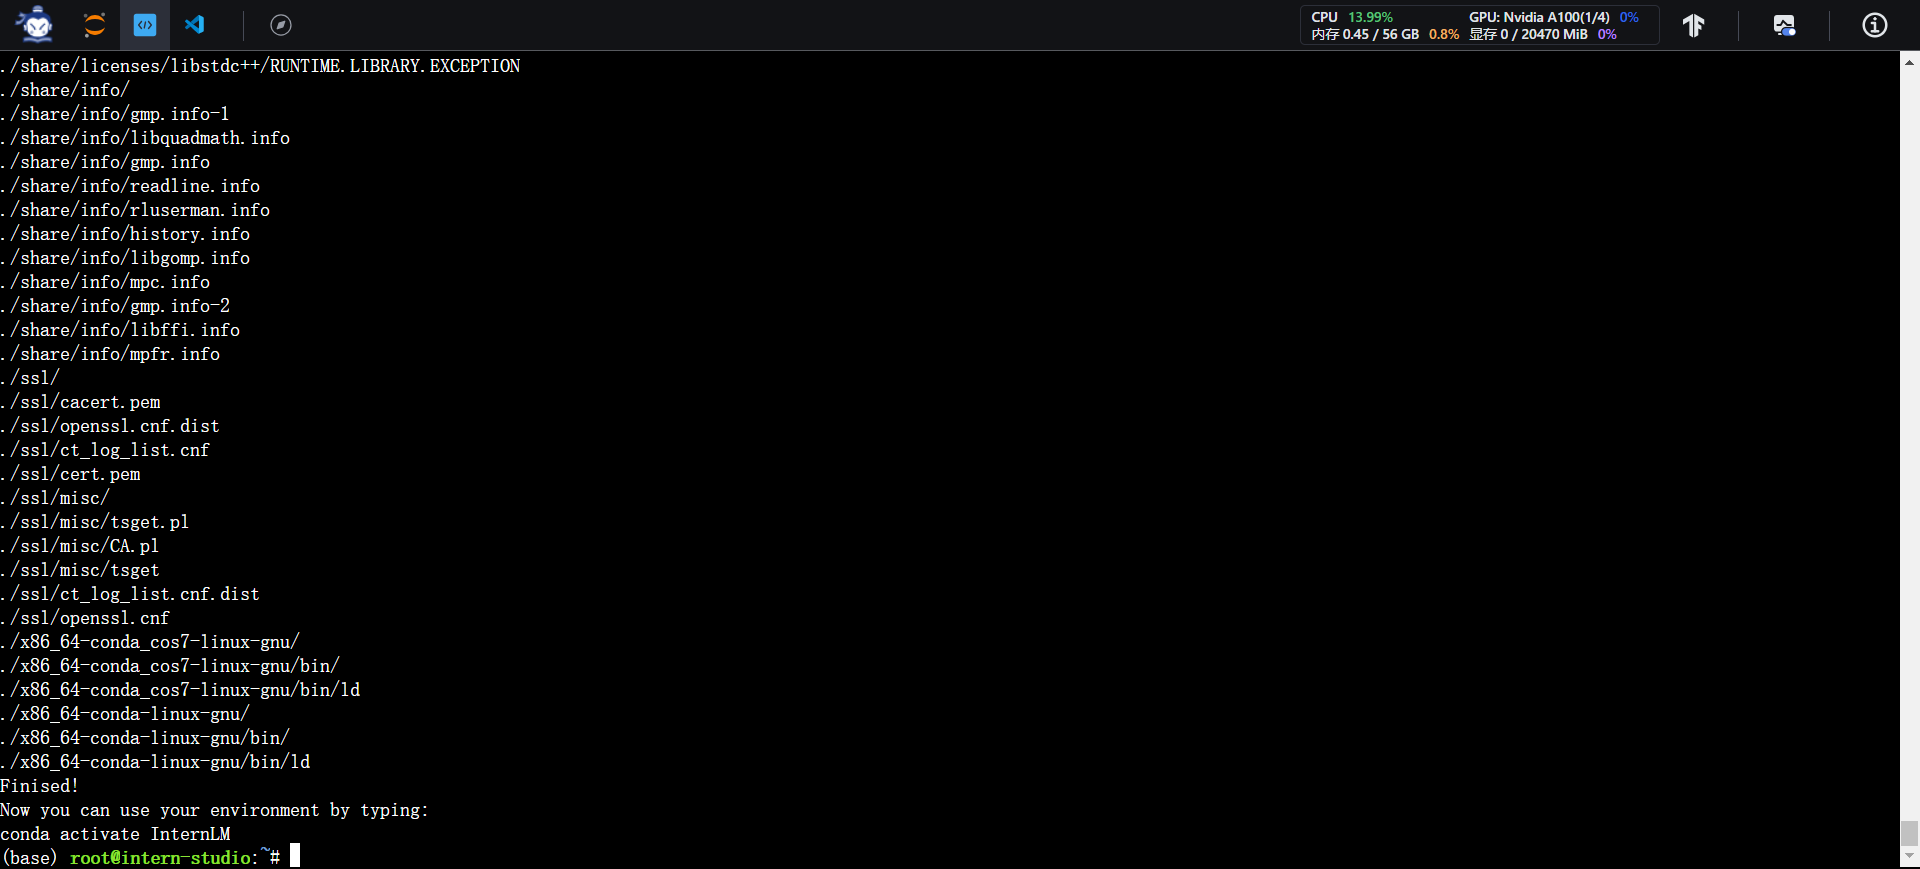 CPU 13.99% GPU: Nvidia A100(1/4) 0%
内存 0.45 / 56 GB 0.8% 显存 0 / 20470 MiB 0%
./share/licenses/libstdc++/RUNTIME.LIBRARY.EXCEPTION
./share/info/
./share/info/gmp.info-1
./share/info/libquadmath.info
./share/info/gmp.info
./share/info/readline.info
./share/info/rluserman.info
./share/info/history.info
./share/info/libgomp.info
./share/info/mpc.info
./share/info/gmp.info-2
./share/info/libffi.info
./share/info/mpfr.info
./ssl/
./ssl/cacert.pem
./ssl/openssl.cnf.dist
./ssl/ct_log_list.cnf
./ssl/cert.pem
./ssl/misc/
./ssl/misc/tsget.pl
./ssl/misc/CA.pl
./ssl/misc/tsget
./ssl/ct_log_list.cnf.dist
./ssl/openssl.cnf
./x86_64-conda_cos7-linux-gnu/
./x86_64-conda_cos7-linux-gnu/bin/
./x86_64-conda_cos7-linux-gnu/bin/ld
./x86_64-conda-linux-gnu/
./x86_64-conda-linux-gnu/bin/
./x86_64-conda-linux-gnu/bin/ld
Finised!
Now you can use your environment by typing:
conda activate InternLM
(base) root@intern-studio:~#